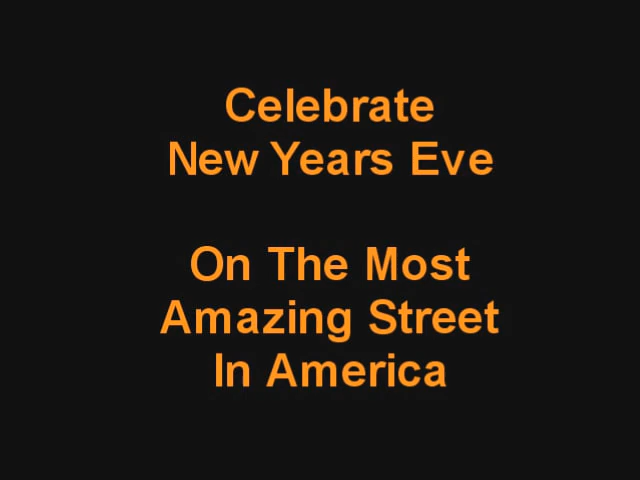 Celebrate
New Years Eve
On The Most
Amazing Street
In America